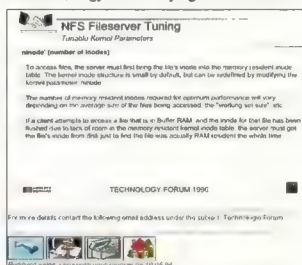 NFS Fileserver Tuning
Tunable Kernel Parameters
ninode' (number of inodes)
To access files, the server must first bring the file's inode into the memory resident inode
table. The kernel inode structure is small by default, but can be redefined by modifying the
kernel parameter ninode
The number of memory resident inodes required for optimum performance will vary
depending on the average size of the files being accessed, the "working set size" etc
If a client attempts to access a file that is in Buffer RAM and the inode for that file has been
flushed due to lack of room in the memory resident kernel inode table, the server must get
the file's inode from disk just to find the file was actually RAM resident the whole time
TECHNOLOGY FORUM 1996
For more details contact the following email address under the subject Technology Forum